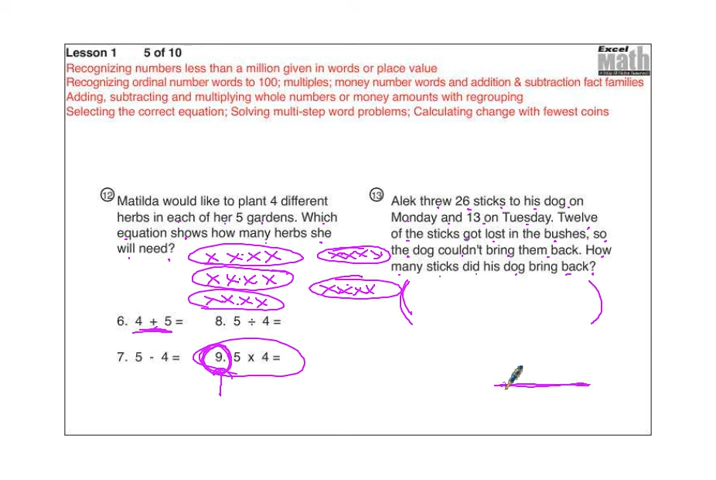 Lesson 1 5 of 10
Excel
Math
Recognizing numbers less than a million given in words or place value
Recognizing ordinal number words to 100; multiples; money number words and addition & subtraction fact families
Adding, subtracting and multiplying whole numbers or money amounts with regrouping
Selecting the correct equation; Solving multi-step word problems; Calculating change with fewest coins
12 Matilda would like to plant 4 different
herbs in each of her 5 gardens. Which
equation shows how many herbs she
will need?
X X X X
X X X X
X X X X
X X X X
X X X X
6. 4 + 5 =
8. 5 ÷ 4 =
7. 5 - 4 =
9. 5 x 4 =
13 Alek threw 26 sticks to his dog on
Monday and 13 on Tuesday. Twelve
of the sticks got lost in the bushes, so
the dog couldn't bring them back. How
many sticks did his dog bring back?
( )